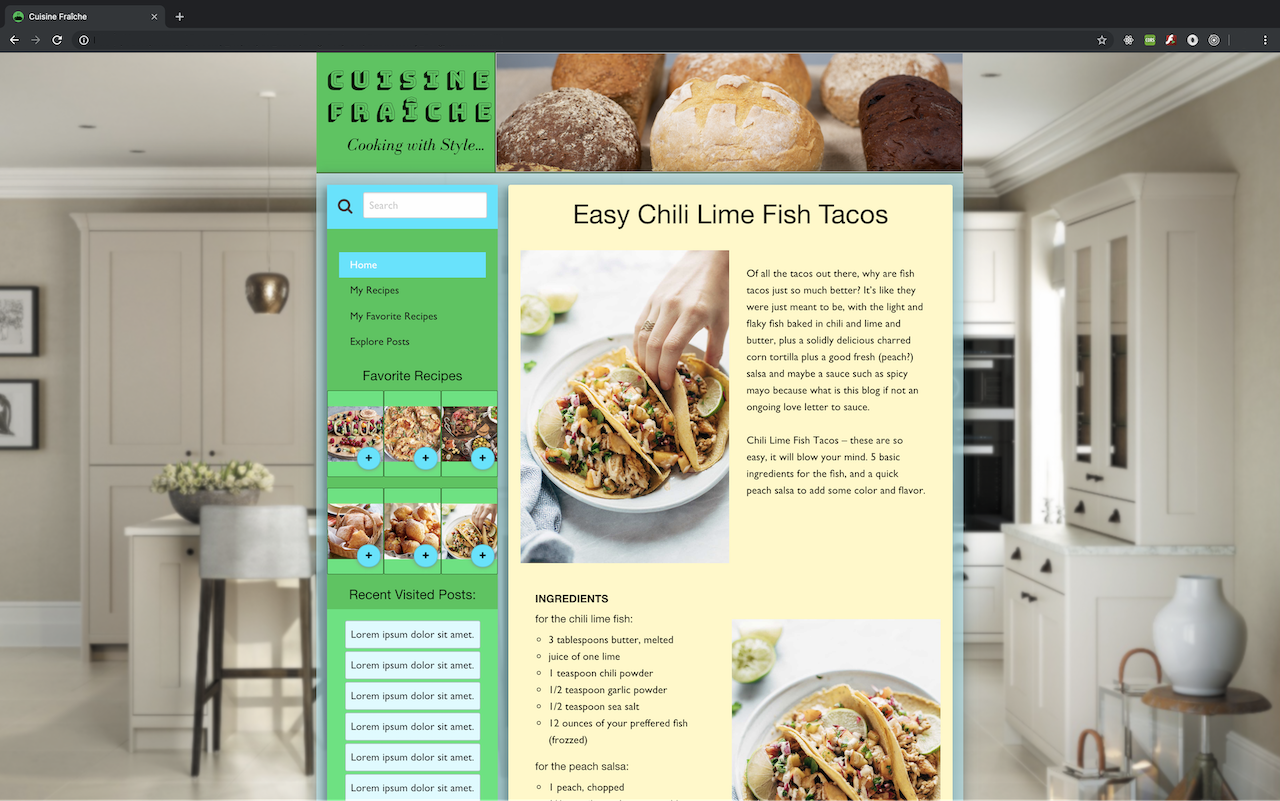 Cuisine Fraîche
CUISINE
FRAÎCHE
Cooking with Style...
Search
Home
My Recipes
My Favorite Recipes
Explore Posts
Favorite Recipes
+ + +
+ + +
Recent Visited Posts:
Lorem ipsum dolor sit amet.
Lorem ipsum dolor sit amet.
Lorem ipsum dolor sit amet.
Lorem ipsum dolor sit amet.
Lorem ipsum dolor sit amet.
Lorem ipsum dolor sit amet.
Easy Chili Lime Fish Tacos
Of all the tacos out there, why are fish
tacos just so much better? It's like they
were just meant to be, with the light and
flaky fish baked in chili and lime and
butter, plus a solidly delicious charred
corn tortilla plus a good fresh (peach?)
salsa and maybe a sauce such as spicy
mayo because what is this blog if not an
ongoing love letter to sauce.
Chili Lime Fish Tacos – these are so
easy, it will blow your mind. 5 basic
ingredients for the fish, and a quick
peach salsa to add some color and flavor.
INGREDIENTS
for the chili lime fish:
3 tablespoons butter, melted
juice of one lime
1 teaspoon chili powder
1/2 teaspoon garlic powder
1/2 teaspoon sea salt
12 ounces of your preffered fish
(frozzed)
for the peach salsa:
1 peach, chopped